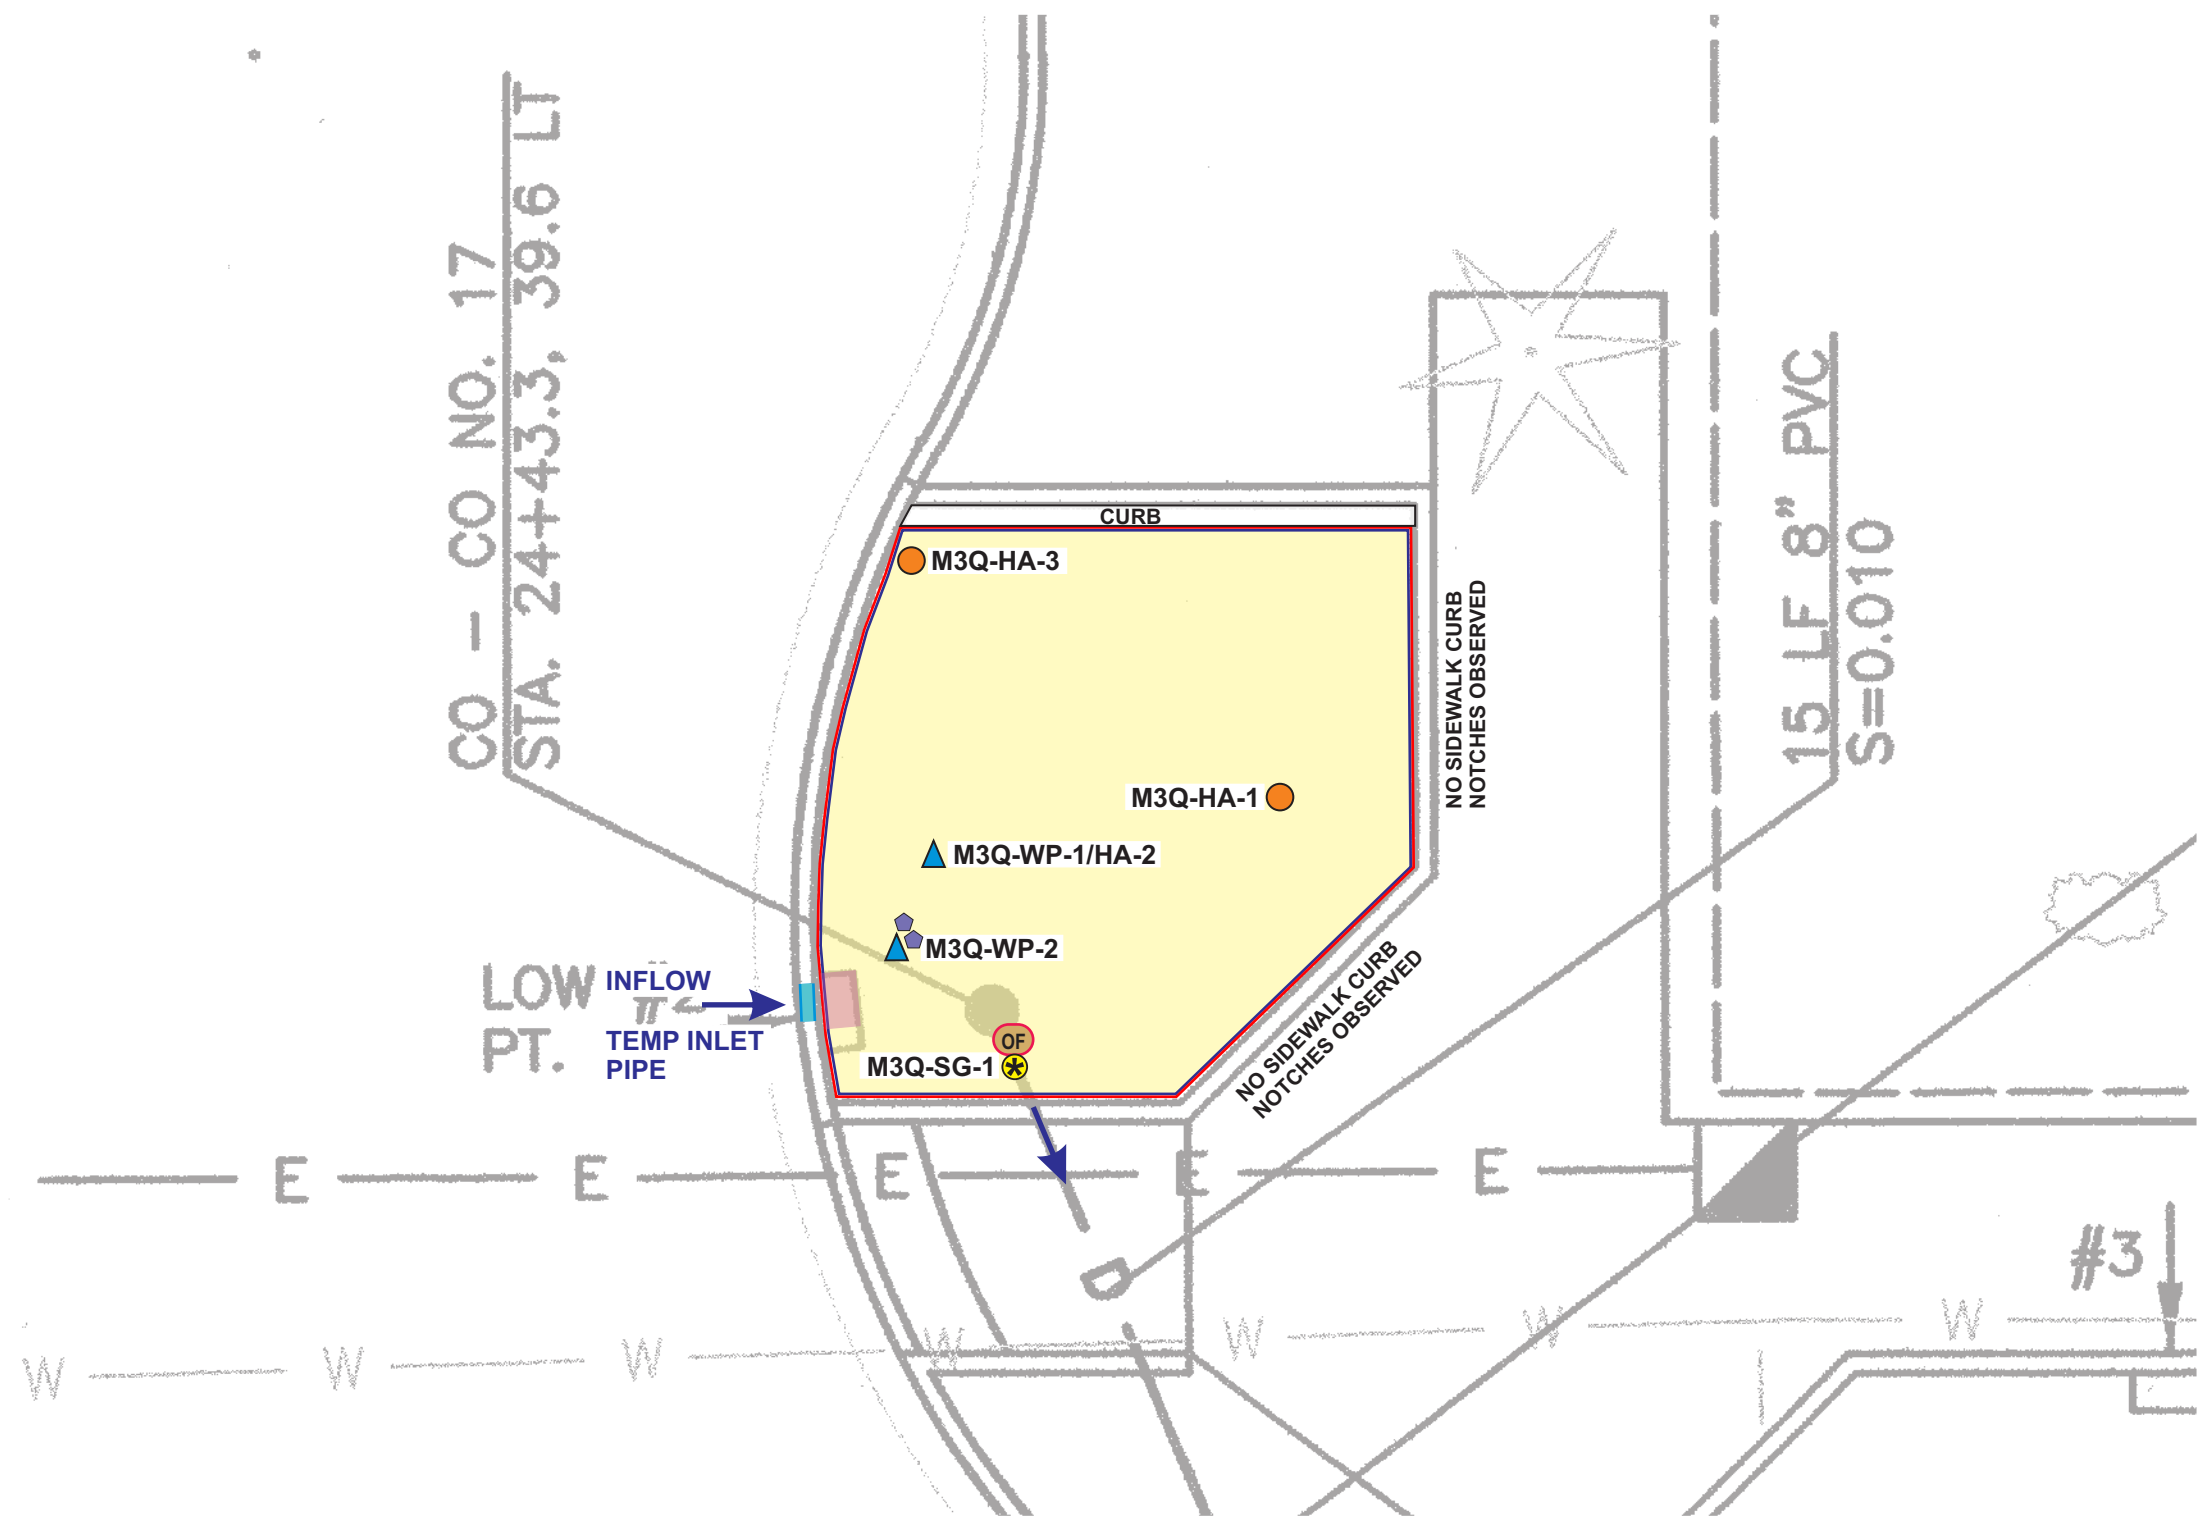 CO - CO NO. 17
STA. 24+43.3, 39.6 LT
CURB
M3Q-HA-3
NO SIDEWALK CURB
NOTCHES OBSERVED
15 LF 8" PVC
S=0.010
M3Q-HA-1
M3Q-WP-1/HA-2
M3Q-WP-2
LOW
PT.
INFLOW
TEMP INLET
PIPE
OF
M3Q-SG-1
*
NO SIDEWALK CURB
NOTCHES OBSERVED
E E E E E
D
#3
W W W W W W W